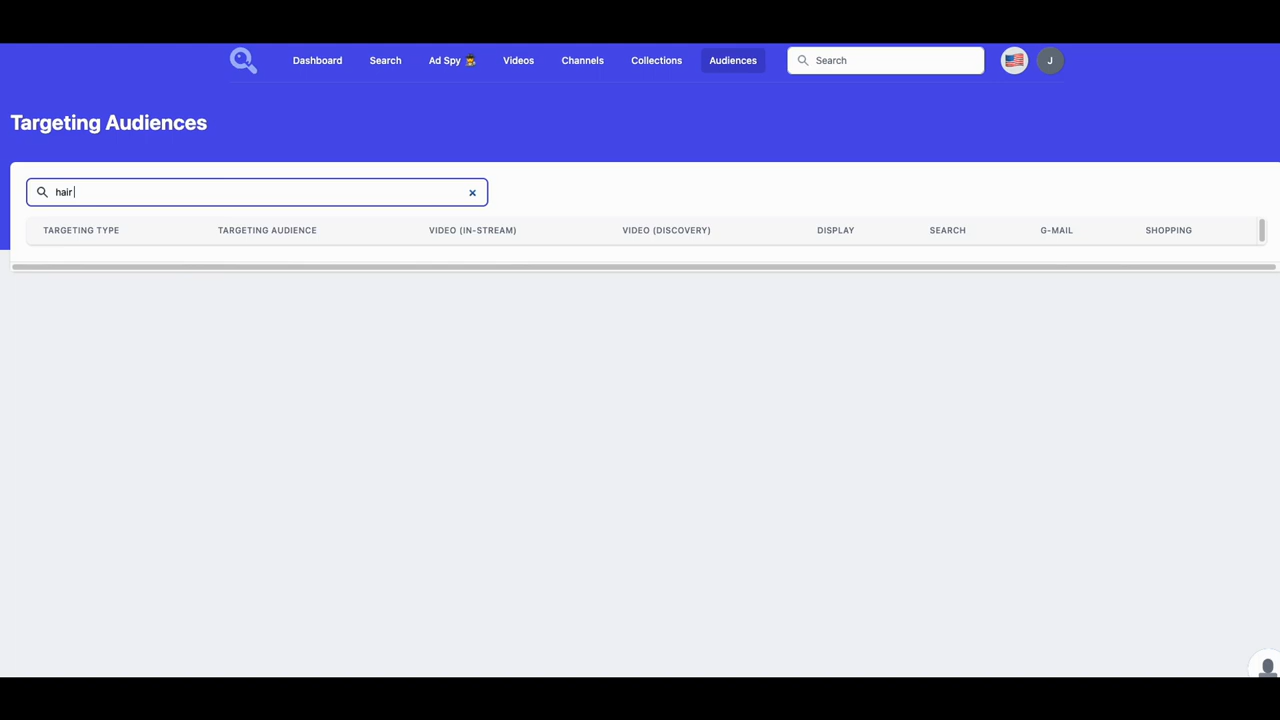 Dashboard Search Ad Spy Videos Channels Collections Audiences Search J
Targeting Audiences
hair
TARGETING TYPE TARGETING AUDIENCE VIDEO (IN-STREAM) VIDEO (DISCOVERY) DISPLAY SEARCH G-MAIL SHOPPING